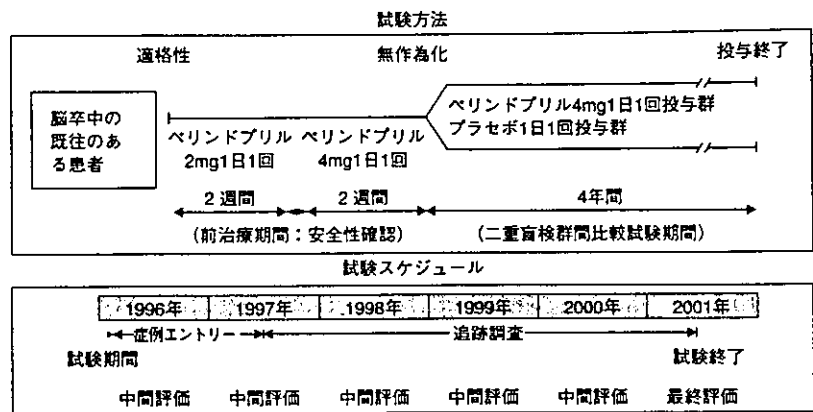 試験方法
適格性 無作為化 投与終了
脳卒中の
既往のあ
る患者
ペリンドプリル
2mg1日1回
ペリンドプリル
4mg1日1回
ペリンドプリル4mg1日1回投与群
プラセボ1日1回投与群
2週間 2週間 4年間
(前治療期間:安全性確認) (二重盲検群間比較試験期間)
試験スケジュール
1996年 1997年 1998年 1999年 2000年 2001年
症例エントリー 追跡調査
試験期間 試験終了
中間評価 中間評価 中間評価 中間評価 中間評価 最終評価